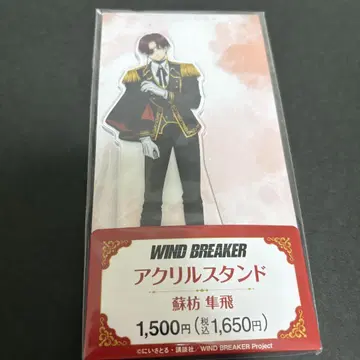 WIND BREAKER
アクリルスタンド
蘇枋 隼飛
1,500円(税込1,650円)
©にいさとる・講談社／WIND BREAKER Project